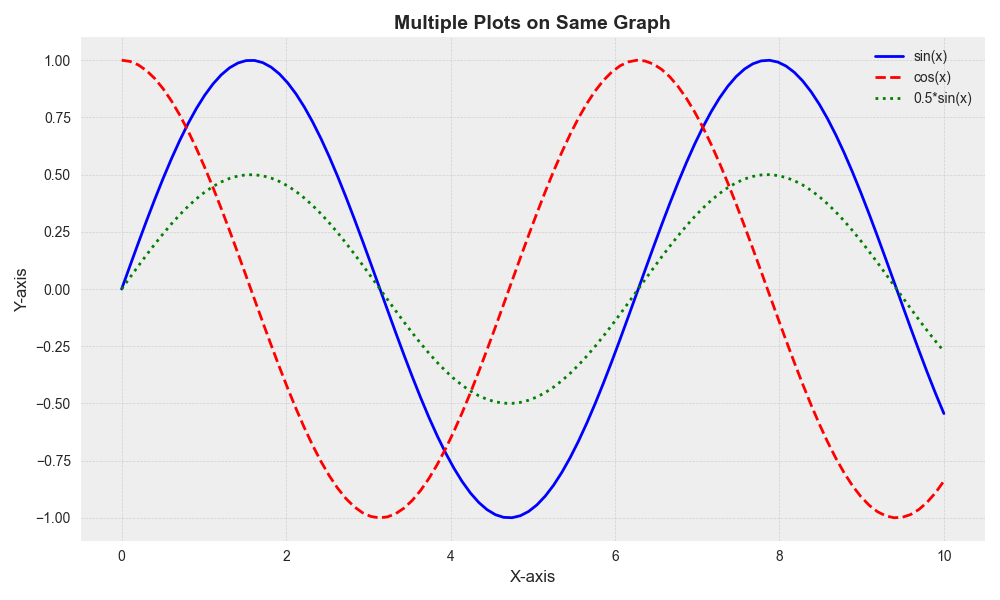 Multiple Plots on Same Graph
sin(x)
cos(x)
0.5*sin(x)
1.00
0.75
0.50
0.25
0.00
−0.25
−0.50
−0.75
−1.00
Y-axis
0 2 4 6 8 10
X-axis